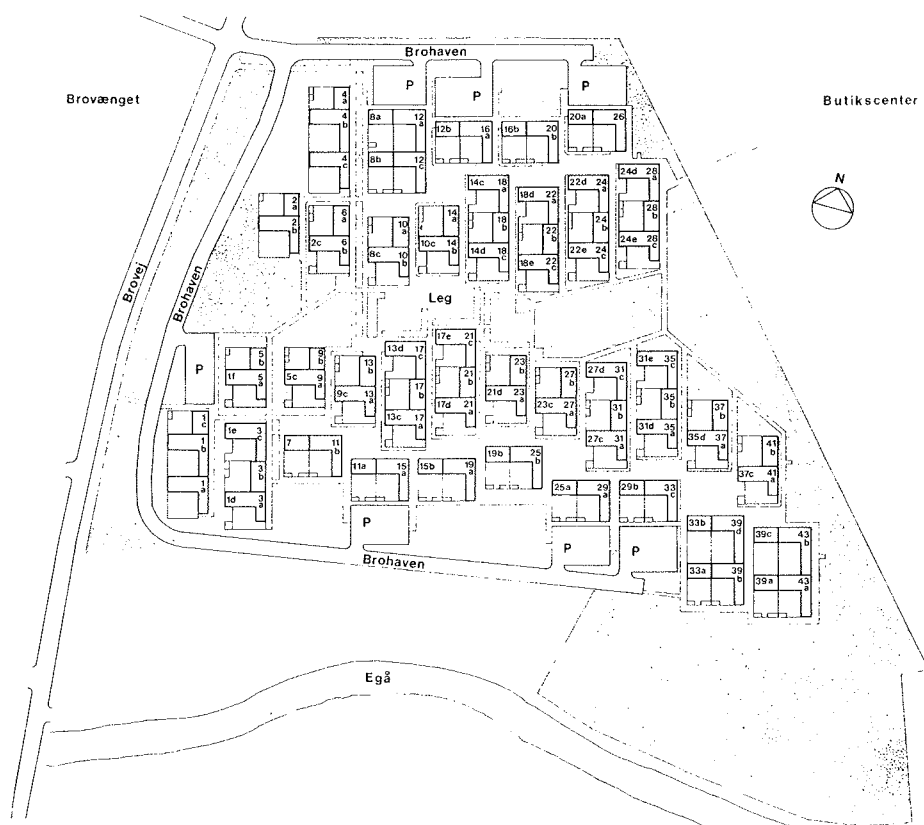 Brohaven
Brovænget
Butikscenter
P
P
P
4 a
4 b
4 c
8a 12 a
8b 12 c
12b 16 a
16b 20 b
20a 26
N
2 a
2 b
6 a
2c 6 b
10 a
8c 10 b
14 a
10c 14 b
14c 18 a
18 b
14d 18 c
18d 22 a
22 b
18e 22 c
22d 24 a
24 b
22e 24 c
24d 28 a
28 b
24e 28 c
Brovej
Brohaven
Leg
P
5 b
1f 5 a
9 b
5c 9 a
13 b
9c 13 a
13d 17 c
17 b
13c 17 a
17e 21 c
21 b
17d 21 a
23 b
21d 23 a
27 b
23c 27 a
27d 31 c
31 b
27c 31 a
31e 35 c
35 b
31d 35 a
37 b
35d 37 a
41 b
37c 41 a
1 c
1 b
1 a
1e 3 c
3 b
1d 3 a
7 11 b
11a 15 a
15b 19 a
19b 25 b
25a 29 a
29b 33 c
33b 39 d
33a 39 b
39c 43 b
39a 43 a
P
P
P
Brohaven
Egå